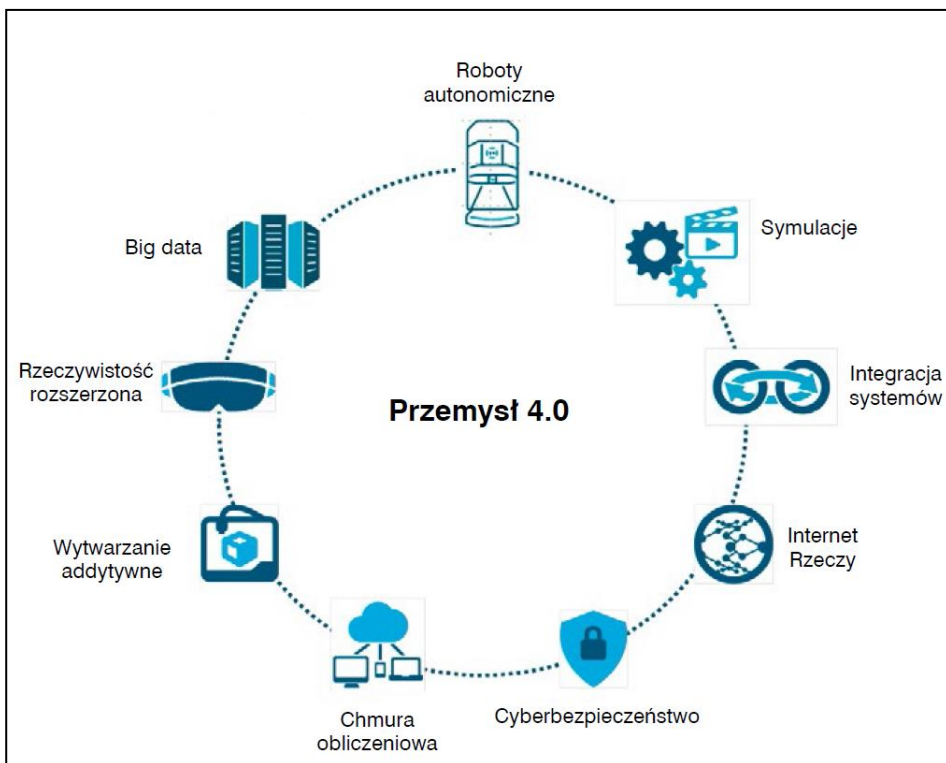 Roboty
autonomiczne
Symulacje
Big data
Rzeczywistość
rozszerzona
Przemysł 4.0
Integracja
systemów
Wytwarzanie
addytywne
Internet
Rzeczy
Chmura
obliczeniowa
Cyberbezpieczeństwo